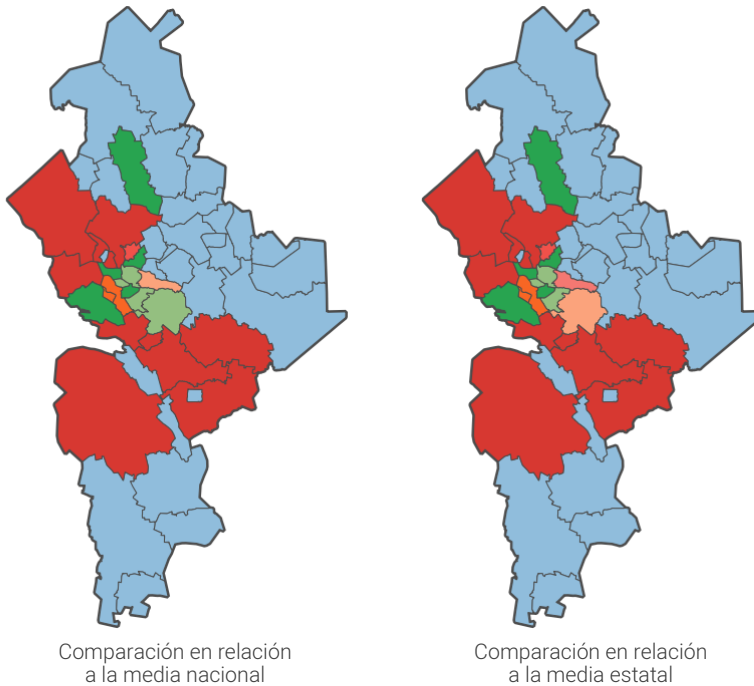 Comparación en relación
a la media nacional
Comparación en relación
a la media estatal